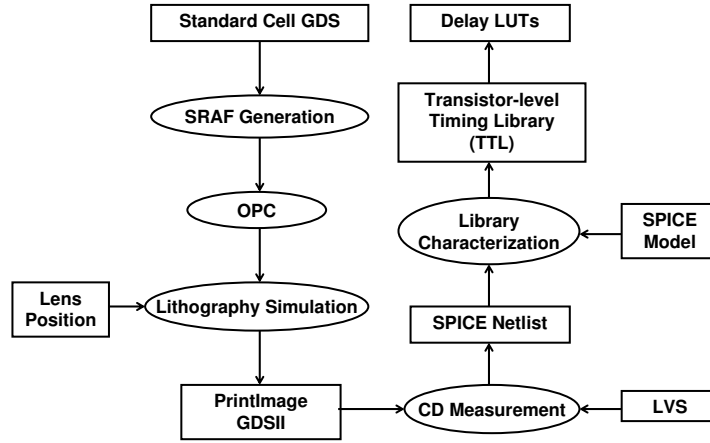 Standard Cell GDS
SRAF Generation
OPC
Lens
Position
Lithography Simulation
PrintImage
GDSII
Delay LUTs
Transistor-level
Timing Library
(TTL)
Library
Characterization
SPICE
Model
SPICE Netlist
CD Measurement
LVS